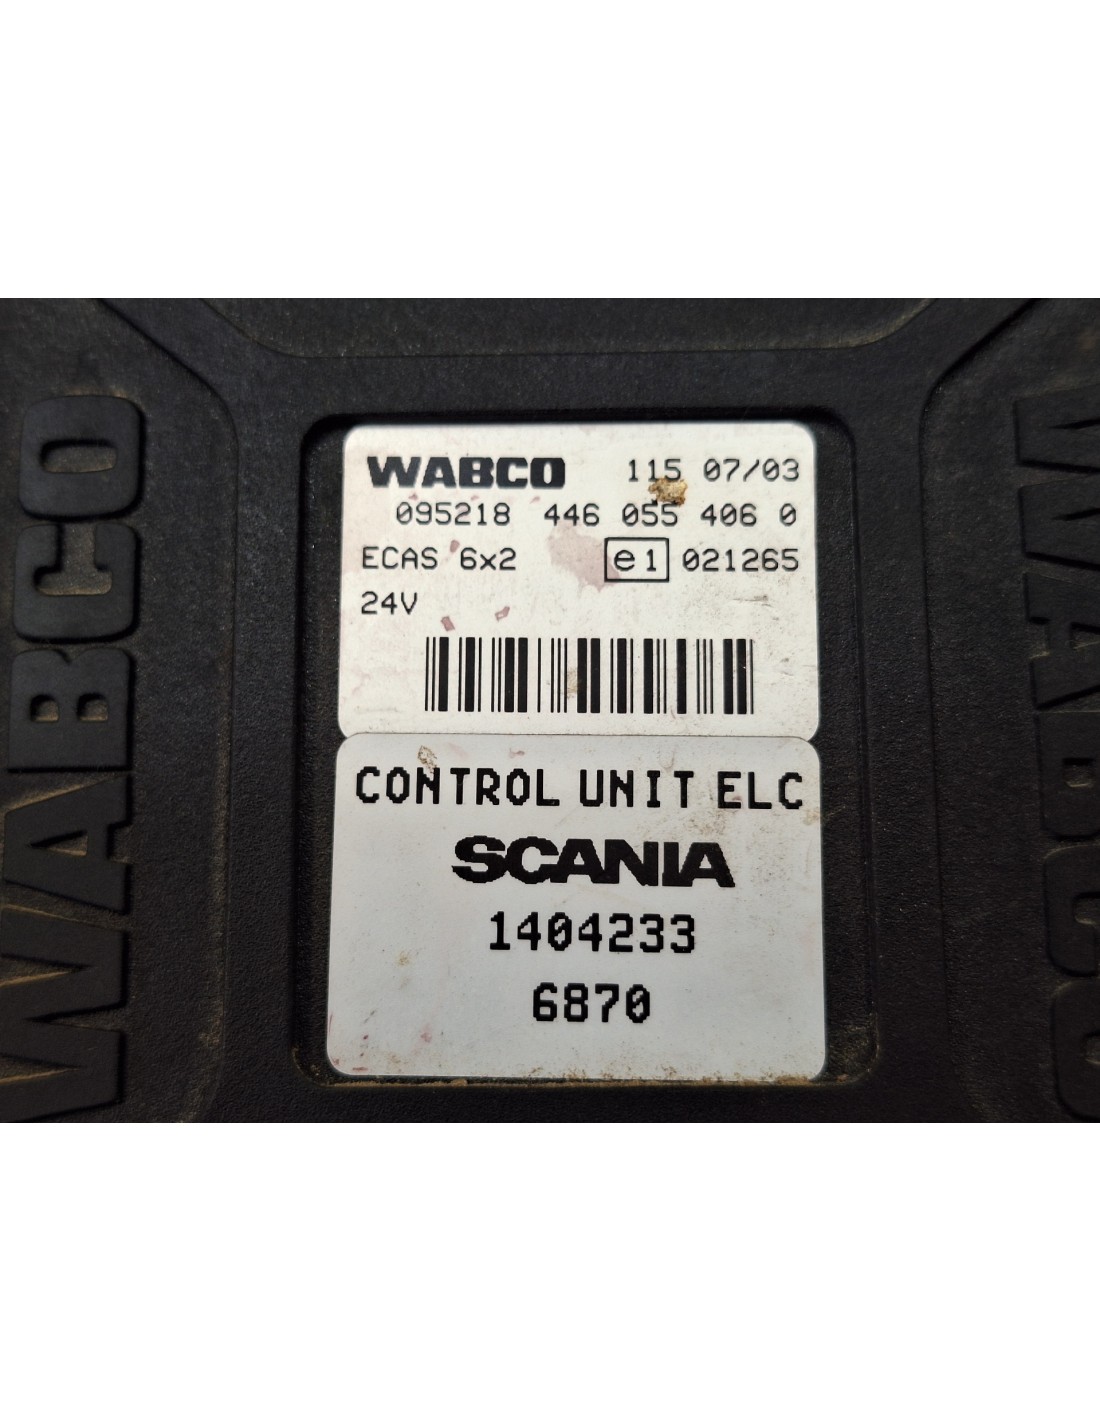 WABCO 115 07/03
095218 446 055 406 0
ECAS 6x2 e1 021265
24V
CONTROL UNIT ELC
SCANIA
1404233
6870
WABCO
WABCO